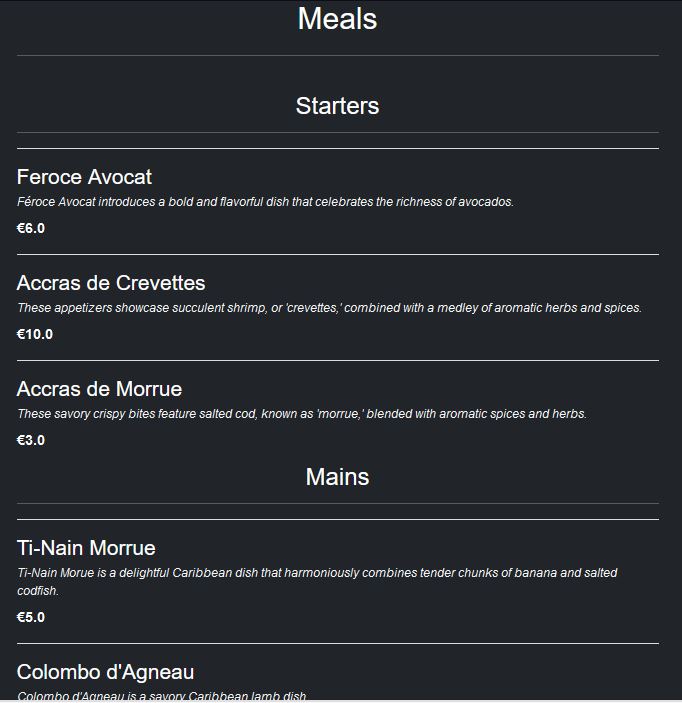 Meals
Starters
Feroce Avocat
Féroce Avocat introduces a bold and flavorful dish that celebrates the richness of avocados.
€6.0
Accras de Crevettes
These appetizers showcase succulent shrimp, or 'crevettes,' combined with a medley of aromatic herbs and spices.
€10.0
Accras de Morrue
These savory crispy bites feature salted cod, known as 'morrue,' blended with aromatic spices and herbs.
€3.0
Mains
Ti-Nain Morrue
Ti-Nain Morue is a delightful Caribbean dish that harmoniously combines tender chunks of banana and salted
codfish.
€5.0
Colombo d'Agneau
Colombo d'Agneau is a savory Caribbean lamb dish